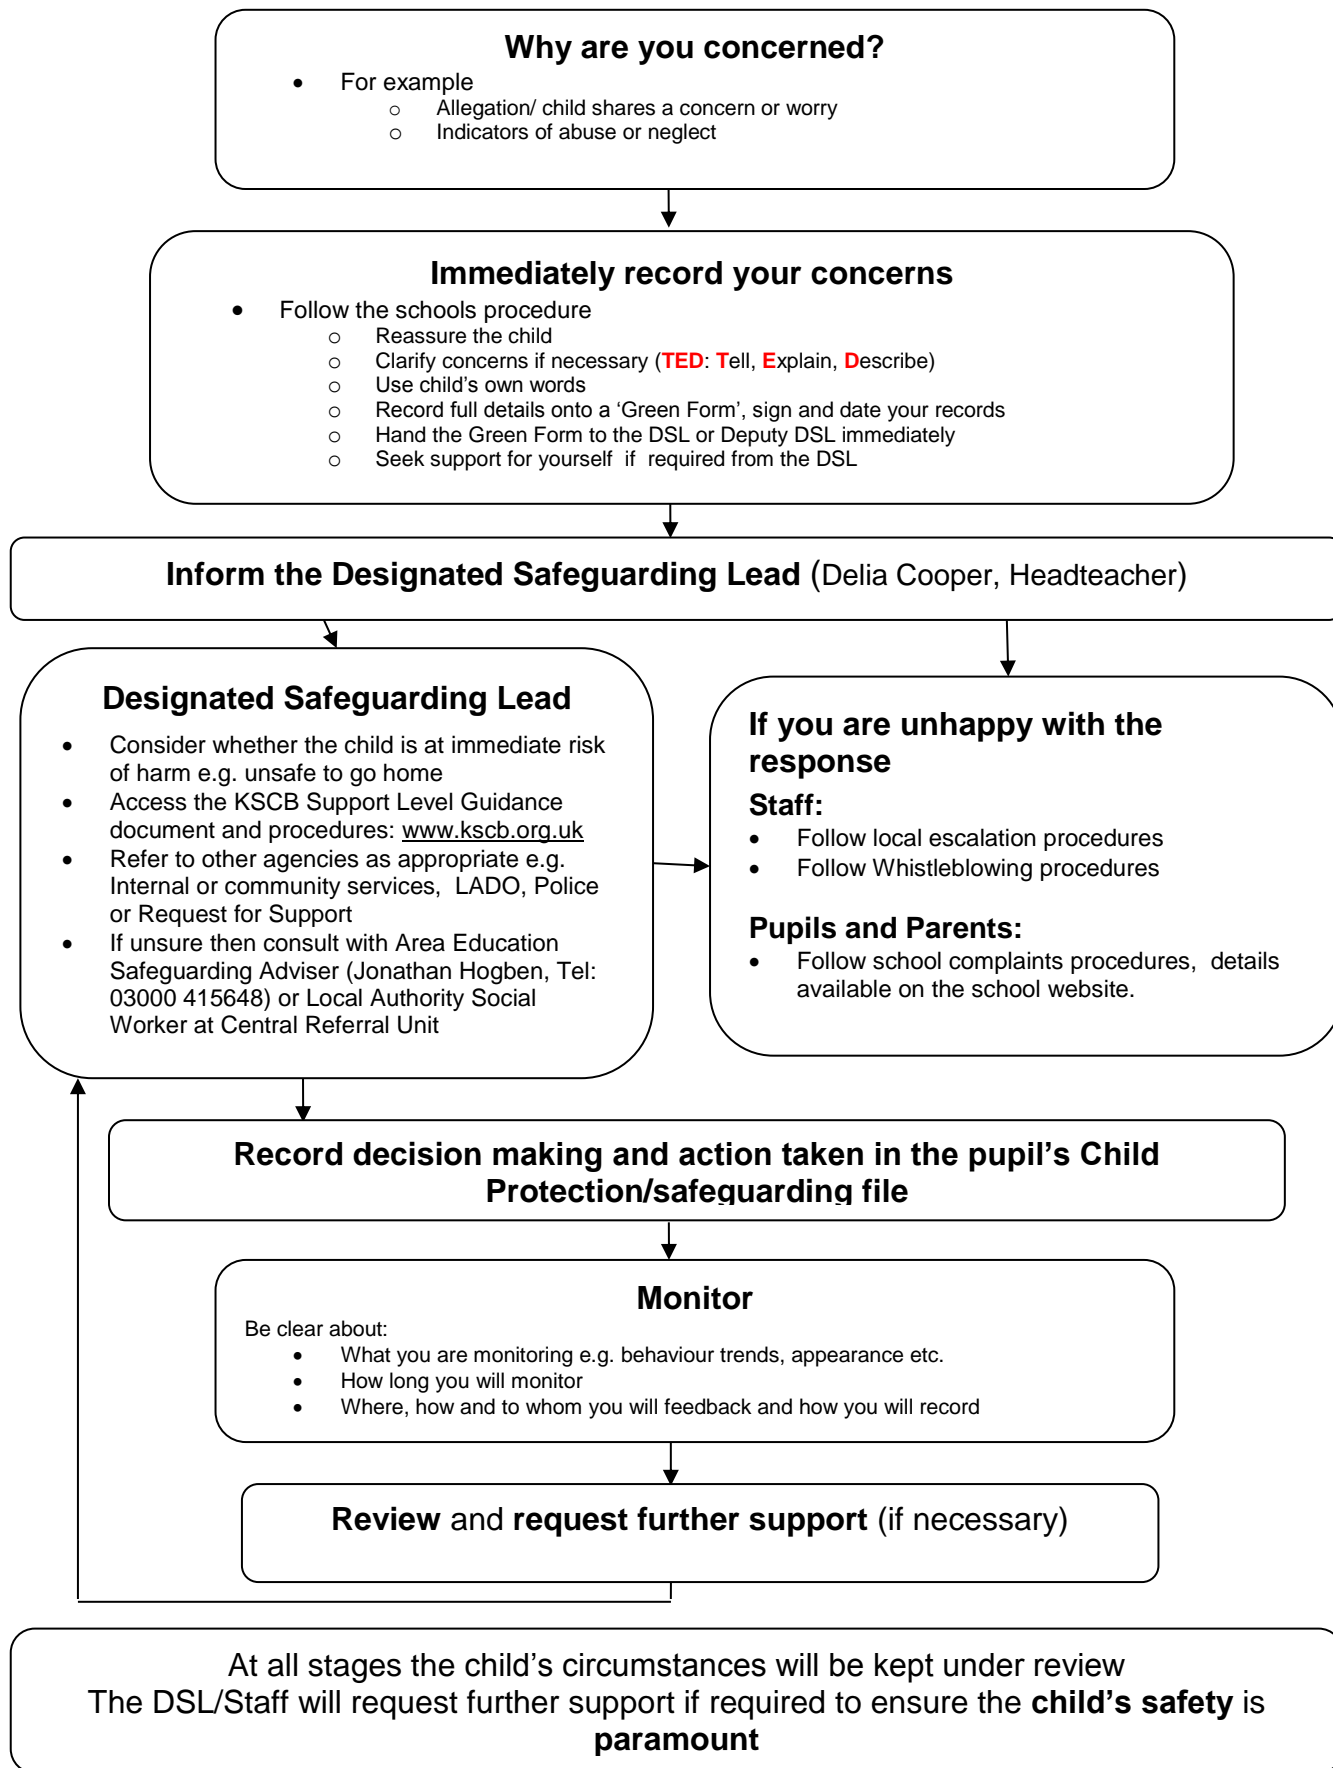 Why are you concerned?
• For example
o Allegation/ child shares a concern or worry
o Indicators of abuse or neglect
Immediately record your concerns
• Follow the schools procedure
o Reassure the child
o Clarify concerns if necessary (TED: Tell, Explain, Describe)
o Use child’s own words
o Record full details onto a ‘Green Form’, sign and date your records
o Hand the Green Form to the DSL or Deputy DSL immediately
o Seek support for yourself if required from the DSL
Inform the Designated Safeguarding Lead (Delia Cooper, Headteacher)
Designated Safeguarding Lead
• Consider whether the child is at immediate risk
of harm e.g. unsafe to go home
• Access the KSCB Support Level Guidance
document and procedures: www.kscb.org.uk
• Refer to other agencies as appropriate e.g.
Internal or community services, LADO, Police
or Request for Support
• If unsure then consult with Area Education
Safeguarding Adviser (Jonathan Hogben, Tel:
03000 415648) or Local Authority Social
Worker at Central Referral Unit
If you are unhappy with the
response
Staff:
• Follow local escalation procedures
• Follow Whistleblowing procedures
Pupils and Parents:
• Follow school complaints procedures, details
available on the school website.
Record decision making and action taken in the pupil’s Child
Protection/safeguarding file
Monitor
Be clear about:
• What you are monitoring e.g. behaviour trends, appearance etc.
• How long you will monitor
• Where, how and to whom you will feedback and how you will record
Review and request further support (if necessary)
At all stages the child’s circumstances will be kept under review
The DSL/Staff will request further support if required to ensure the child’s safety is
paramount